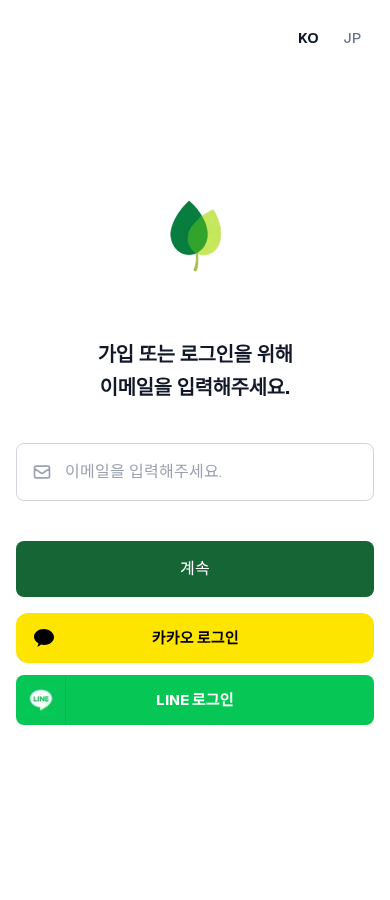 KO JP
가입 또는 로그인을 위해
이메일을 입력해주세요.
이메일을 입력해주세요.
계속
카카오 로그인
LINE LINE 로그인